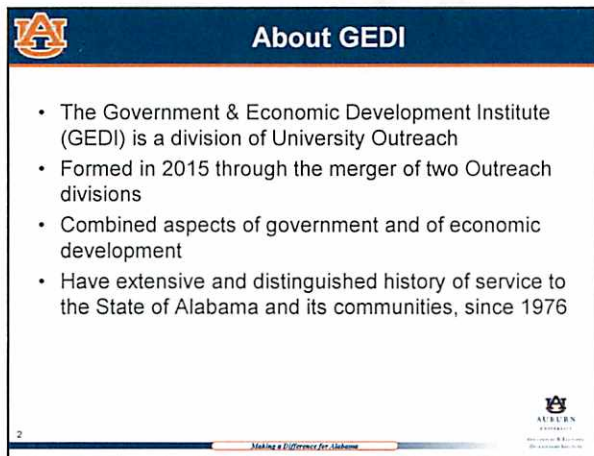 About GEDI
• The Government & Economic Development Institute
(GEDI) is a division of University Outreach
• Formed in 2015 through the merger of two Outreach
divisions
• Combined aspects of government and of economic
development
• Have extensive and distinguished history of service to
the State of Alabama and its communities, since 1976
AUBURN
UNIVERSITY
2
Making a Difference for Alabama